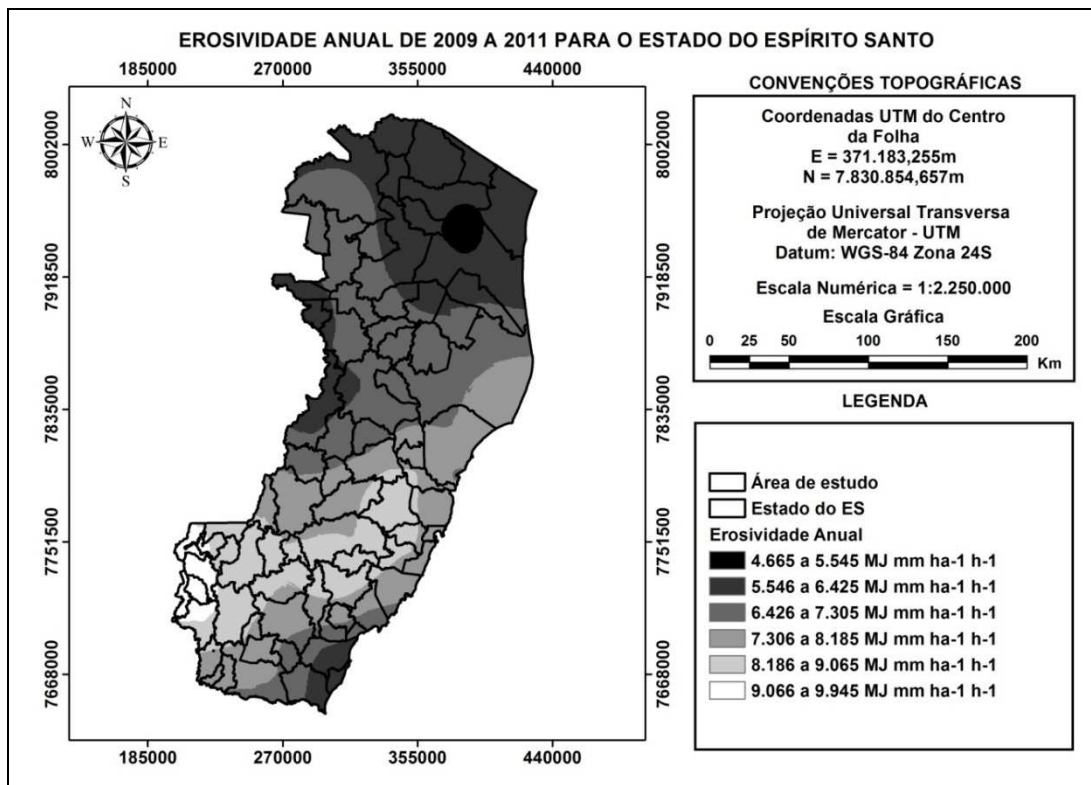 EROSIVIDADE ANUAL DE 2009 A 2011 PARA O ESTADO DO ESPÍRITO SANTO
185000 270000 355000 440000
N
W E
S
8002000
7918500
7835000
7751500
7668000
8002000
7918500
7835000
7751500
7668000
185000 270000 355000 440000
CONVENÇÕES TOPOGRÁFICAS
Coordenadas UTM do Centro
da Folha
E = 371.183,255m
N = 7.830.854,657m
Projeção Universal Transversa
de Mercator - UTM
Datum: WGS-84 Zona 24S
Escala Numérica = 1:2.250.000
Escala Gráfica
0 25 50 100 150 200
Km
LEGENDA
Área de estudo
Estado do ES
Erosividade Anual
4.665 a 5.545 MJ mm ha-1 h-1
5.546 a 6.425 MJ mm ha-1 h-1
6.426 a 7.305 MJ mm ha-1 h-1
7.306 a 8.185 MJ mm ha-1 h-1
8.186 a 9.065 MJ mm ha-1 h-1
9.066 a 9.945 MJ mm ha-1 h-1